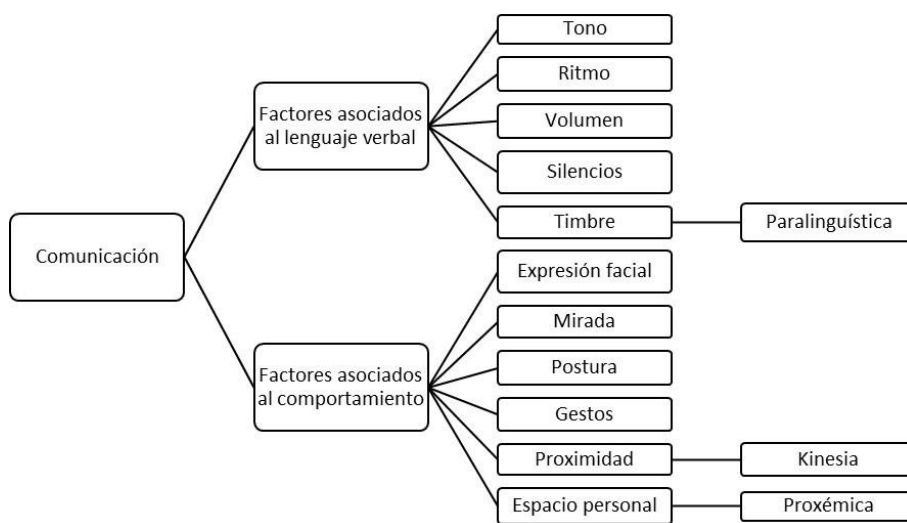 Comunicación
Factores asociados
al lenguaje verbal
Tono
Ritmo
Volumen
Silencios
Timbre
Paralinguística
Factores asociados
al comportamiento
Expresión facial
Mirada
Postura
Gestos
Proximidad
Kinesia
Espacio personal
Proxémica